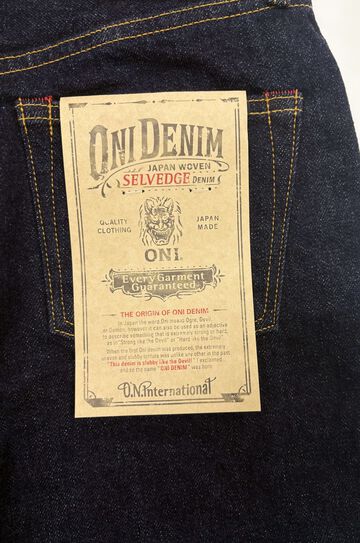 ONI DENIM
JAPAN WOVEN
SELVEDGE DENIM
QUALITY CLOTHING
JAPAN MADE
ONI.
Every Garment
Guaranteed
THE ORIGIN OF ONI DENIM
In Japan the word Oni means Ogre, Devil,
or Demon, however it can also be used as an adjective
to describe something that is extremely strong or hard,
as in "Strong like the Devil" or "Hard like the Devil".
When the first Oni denim was produced, the extremely
uneven and slubby texture was unlike any other in the past
"This denim is slubby like the Devil!" I exclaimed
and so the name "ONI DENIM" was born
O.N.International